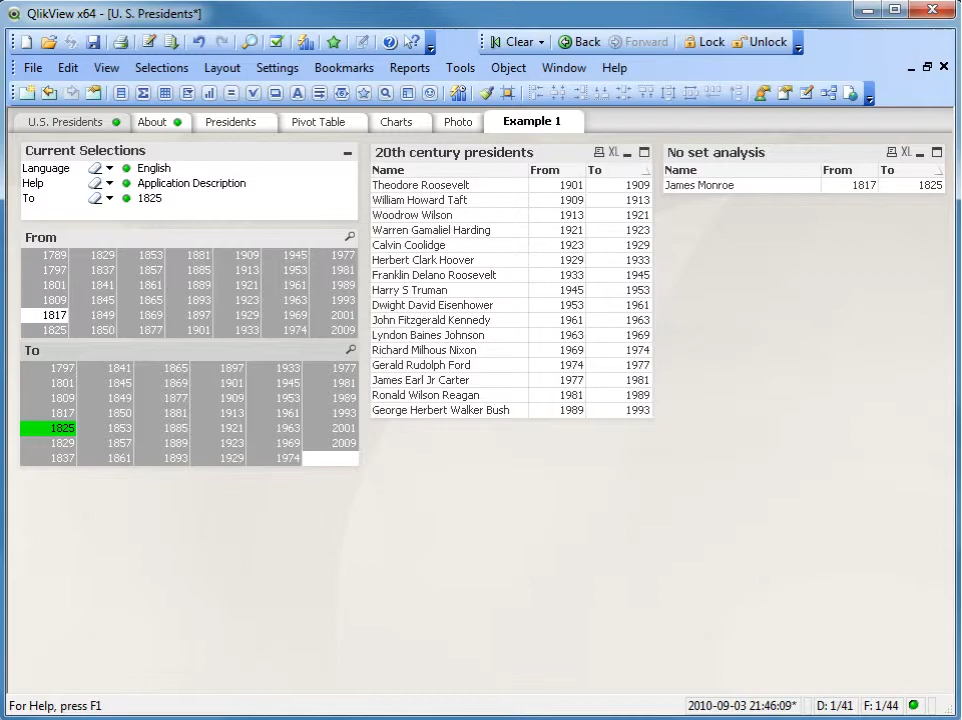 QlikView x64 - [U. S. Presidents*]
Clear Back Forward Lock Unlock
File Edit View Selections Layout Settings Bookmarks Reports Tools Object Window Help
U.S. Presidents About Presidents Pivot Table Charts Photo Example 1
Current Selections
Language English
Help Application Description
To 1825
From
1789 1829 1853 1881 1909 1945 1977
1797 1837 1857 1885 1913 1953 1981
1801 1841 1861 1889 1921 1961 1989
1809 1845 1865 1893 1923 1963 1993
1817 1849 1869 1897 1929 1969 2001
1825 1850 1877 1901 1933 1974 2009
To
1797 1841 1865 1897 1933 1977
1801 1845 1869 1901 1945 1981
1809 1849 1877 1909 1953 1989
1817 1850 1881 1913 1961 1993
1825 1853 1885 1921 1963 2001
1829 1857 1889 1923 1969 2009
1837 1861 1893 1929 1974
20th century presidents XL
Name From To
Theodore Roosevelt 1901 1909
William Howard Taft 1909 1913
Woodrow Wilson 1913 1921
Warren Gamaliel Harding 1921 1923
Calvin Coolidge 1923 1929
Herbert Clark Hoover 1929 1933
Franklin Delano Roosevelt 1933 1945
Harry S Truman 1945 1953
Dwight David Eisenhower 1953 1961
John Fitzgerald Kennedy 1961 1963
Lyndon Baines Johnson 1963 1969
Richard Milhous Nixon 1969 1974
Gerald Rudolph Ford 1974 1977
James Earl Jr Carter 1977 1981
Ronald Wilson Reagan 1981 1989
George Herbert Walker Bush 1989 1993
No set analysis XL
Name From To
James Monroe 1817 1825
For Help, press F1 2010-09-03 21:46:09* D: 1/41 F: 1/44